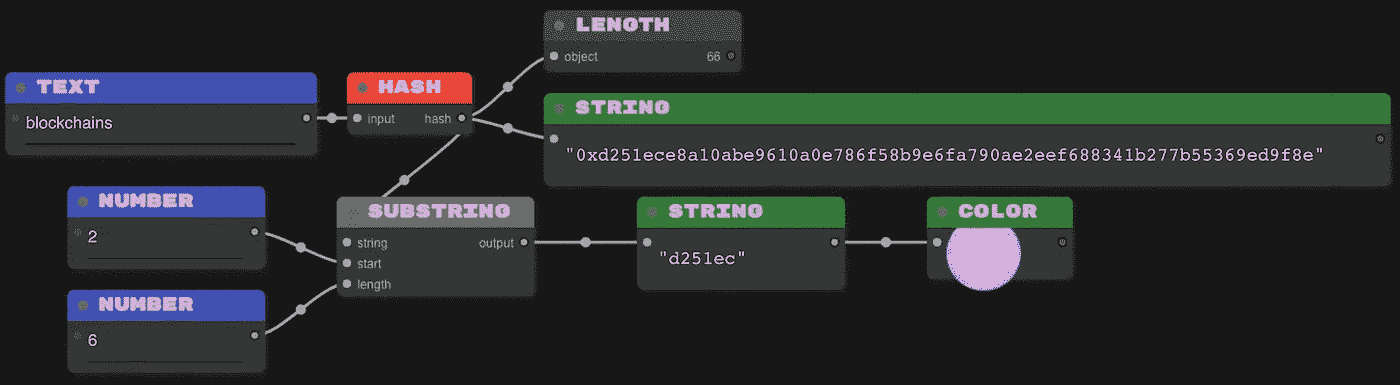 LENGTH
object 66
TEXT
blockchains
HASH
input hash
STRING
"0xd251ece8a10abe9610a0e786f58b9e6fa790ae2eef688341b277b55369ed9f8e"
NUMBER
2
SUBSTRING
string output
start
length
STRING
"d251ec"
COLOR
NUMBER
6